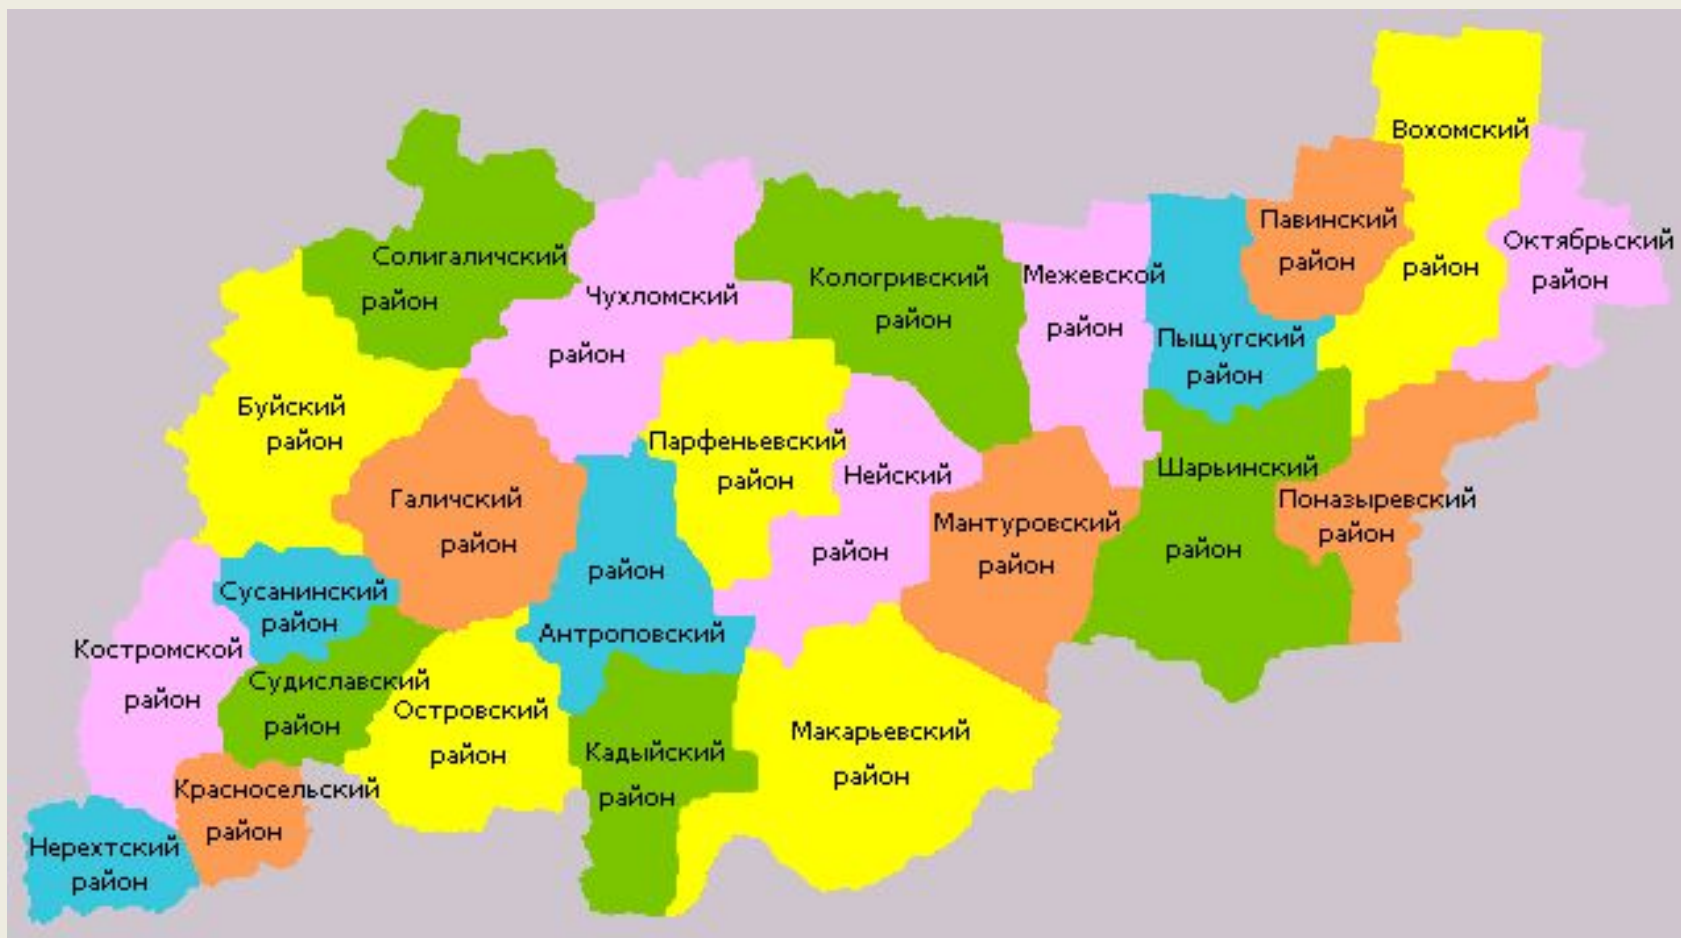 Вохомский
район
Октябрьский
район
Павинский
район
Солигаличский
район
Кологривский
район
Межевской
район
Чухломский
район
Пыщугский
район
Буйский
район
Парфеньевский
район
Нейский
район
Шарьинский
район
Поназыревский
район
Галичский
район
Мантуровский
район
район
Антроповский
Сусанинский
район
Костромской
район
Судиславский
район
Островский
район
Макарьевский
район
Кадыйский
район
Красносельский
район
Нерехтский
район